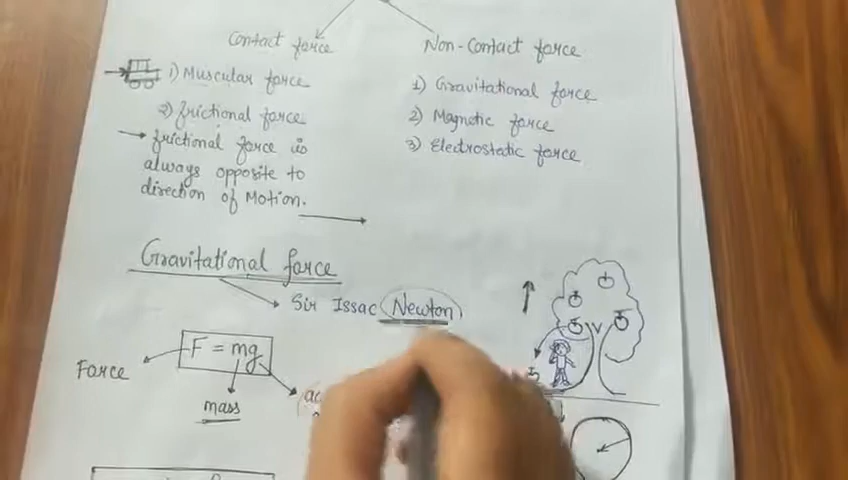 Contact force
Non-Contact force
1) Muscular force
2) frictional force
→ frictional force is
always opposite to
direction of Motion.
1) Gravitational force
2) Magnetic force
3) Electrostatic force
Gravitational force
Sir Issac Newton
F = mg
Force
mass